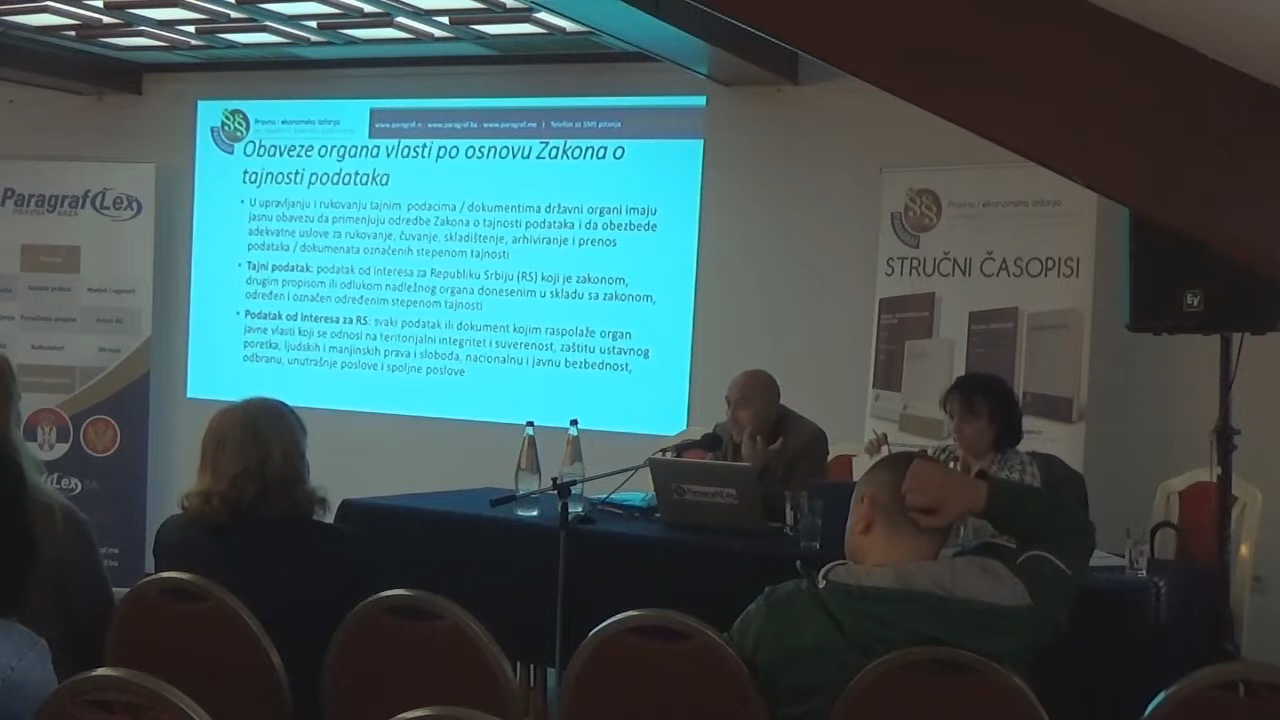 Pravna i ekonomska izdanja
www.paragraf.rs - www.paragraf.ba - www.paragraf.me | Telefon za SMS pitanja
Obaveze organa vlasti po osnovu Zakona o
tajnosti podataka
• U upravljanju i rukovanju tajnim podacima / dokumentima državni organi imaju
jasnu obavezu da primenjuju odredbe Zakona o tajnosti podataka i da obezbede
adekvatne uslove za rukovanje, čuvanje, skladištenje, arhiviranje i prenos
podataka / dokumenata označenih stepenom tajnosti
• Tajni podatak: podatak od interesa za Republiku Srbiju (RS) koji je zakonom,
drugim propisom ili odlukom nadležnog organa donesenim u skladu sa zakonom,
određen i označen određenim stepenom tajnosti
• Podatak od interesa za RS: svaki podatak ili dokument kojim raspolaže organ
javne vlasti koji se odnosi na teritorijalni integritet i suverenost, zaštitu ustavnog
poretka, ljudskih i manjinskih prava i sloboda, nacionalnu i javnu bezbednost,
odbranu, unutrašnje poslove i spoljne poslove
Paragraf Lex
PRAVNA BAZA
Lex
§§
Pravna i ekonomska izdanja
STRUČNI ČASOPISI
Paragraf Lex
EV